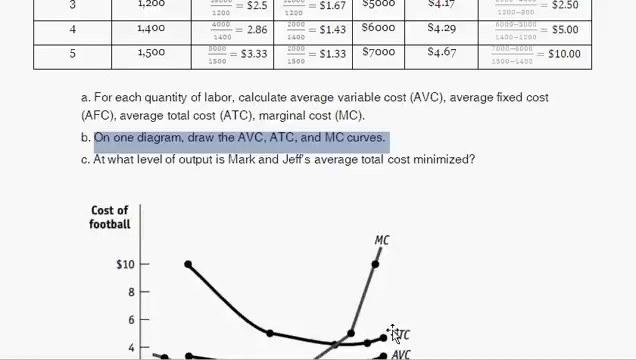 3 1,200 /1200 = $2.5 /1200 = $1.67 $5000 $4.17 1200−800 = $2.50
4 1,400 4000/1400 = 2.86 2000/1400 = $1.43 $6000 $4.29 6000−5000/1400−1200 = $5.00
5 1,500 5000/1500 = $3.33 2000/1500 = $1.33 $7000 $4.67 7000−6000/1500−1400 = $10.00
a. For each quantity of labor, calculate average variable cost (AVC), average fixed cost
(AFC), average total cost (ATC), marginal cost (MC).
b. On one diagram, draw the AVC, ATC, and MC curves.
c. At what level of output is Mark and Jeff's average total cost minimized?
Cost of
football
MC
$10
8
6
ATC
4
AVC